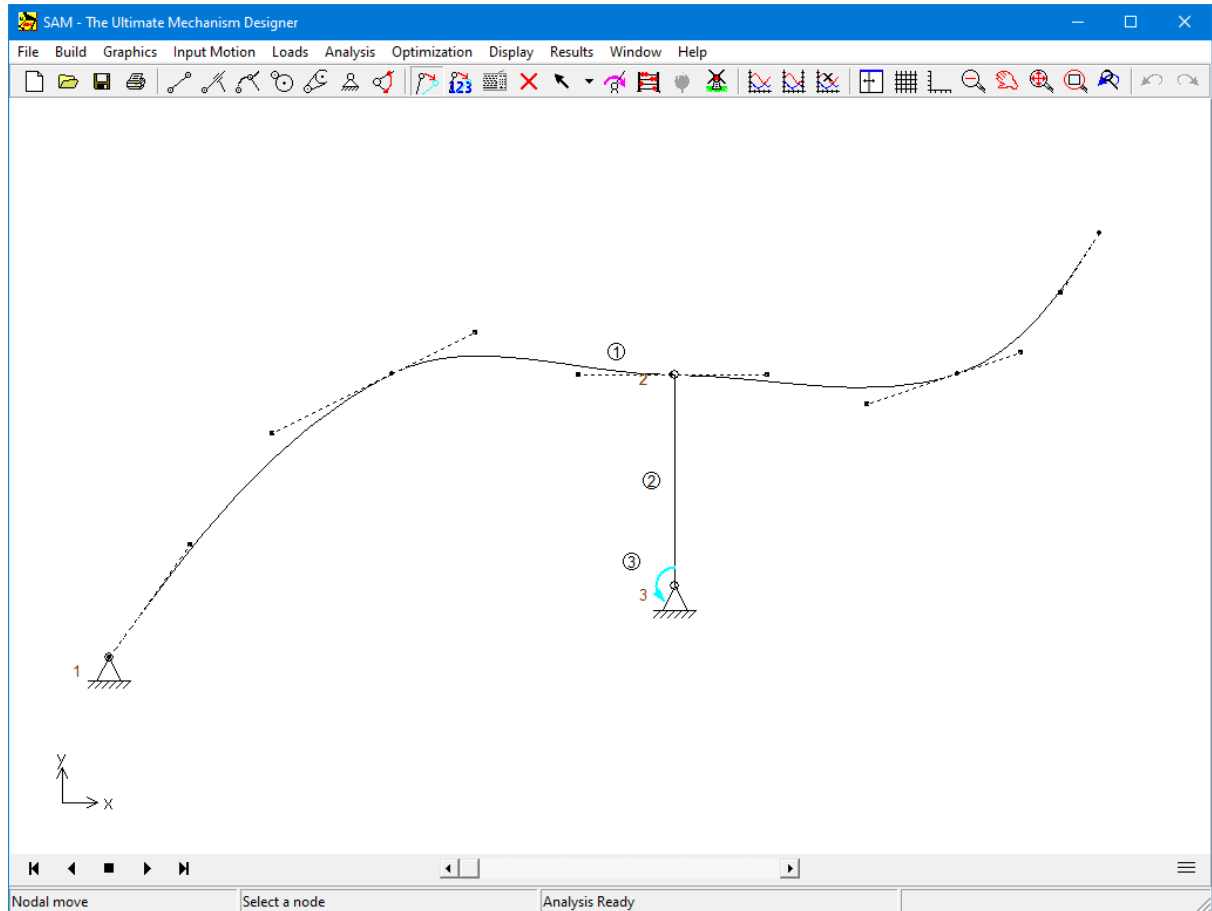 SAM - The Ultimate Mechanism Designer
File Build Graphics Input Motion Loads Analysis Optimization Display Results Window Help
123
1
2
2
3
3
1
y
x
Nodal move Select a node Analysis Ready